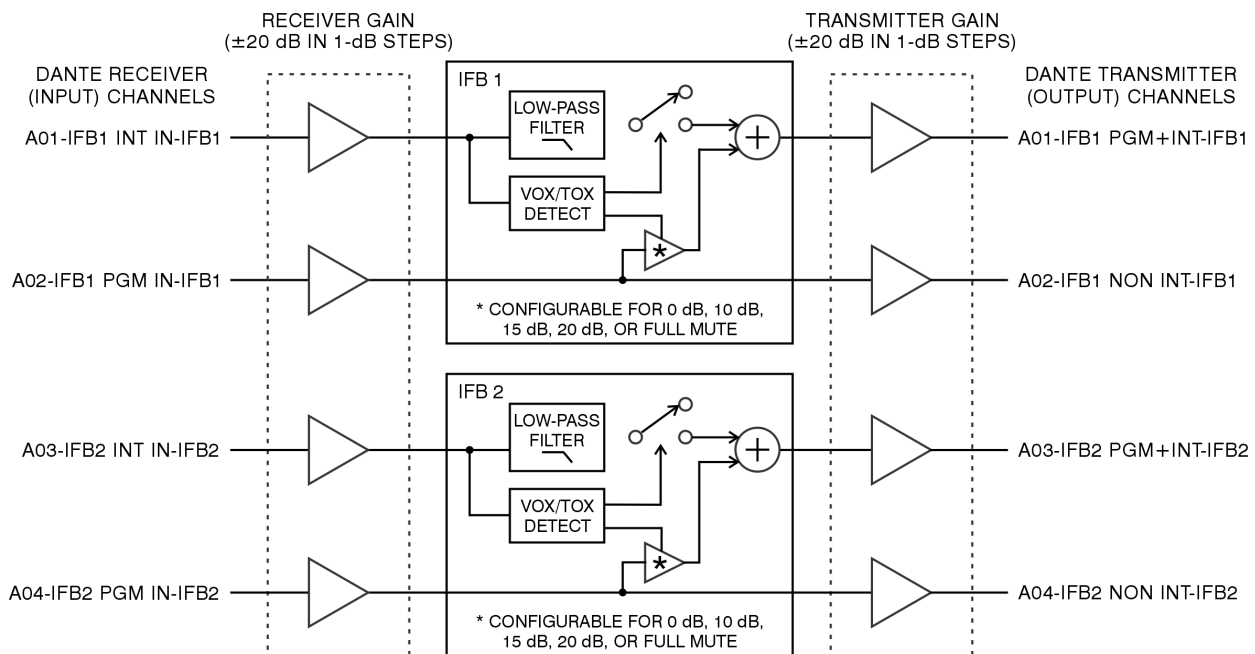 RECEIVER GAIN
(±20 dB IN 1-dB STEPS)
TRANSMITTER GAIN
(±20 dB IN 1-dB STEPS)
DANTE RECEIVER
(INPUT) CHANNELS
DANTE TRANSMITTER
(OUTPUT) CHANNELS
IFB 1
LOW-PASS
FILTER
A01-IFB1 INT IN-IFB1
+
A01-IFB1 PGM+INT-IFB1
VOX/TOX
DETECT
*
A02-IFB1 PGM IN-IFB1
A02-IFB1 NON INT-IFB1
* CONFIGURABLE FOR 0 dB, 10 dB,
15 dB, 20 dB, OR FULL MUTE
IFB 2
LOW-PASS
FILTER
A03-IFB2 INT IN-IFB2
+
A03-IFB2 PGM+INT-IFB2
VOX/TOX
DETECT
*
A04-IFB2 PGM IN-IFB2
A04-IFB2 NON INT-IFB2
* CONFIGURABLE FOR 0 dB, 10 dB,
15 dB, 20 dB, OR FULL MUTE